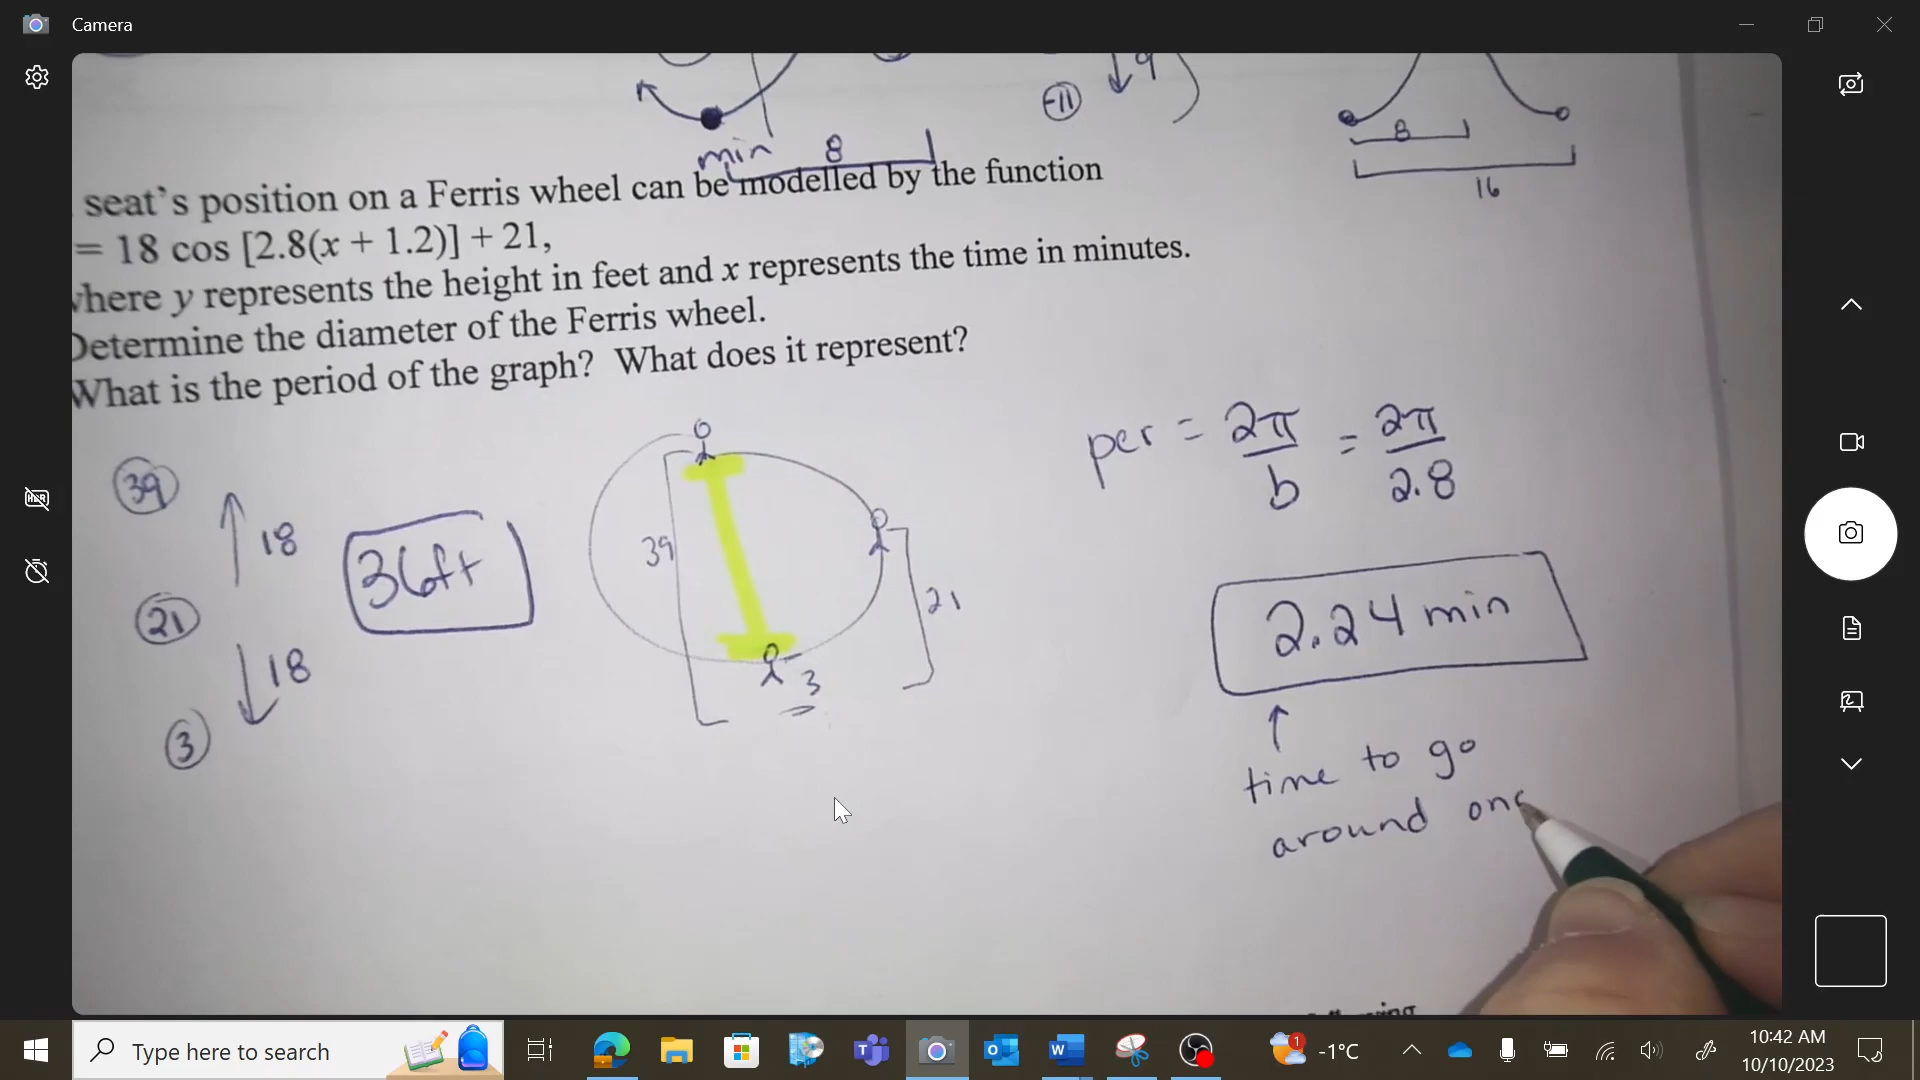 Camera
↓9
-11
min 8
8
16
seat's position on a Ferris wheel can be modelled by the function
= 18 cos [2.8(x + 1.2)] + 21,
where y represents the height in feet and x represents the time in minutes.
Determine the diameter of the Ferris wheel.
What is the period of the graph? What does it represent?
39
↑18
36ft
21
↓18
3
39
21
3
per = 2π/b = 2π/2.8
2.24 min
↑
time to go
around onc
Type here to search
1
-1°C
10:42 AM
10/10/2023